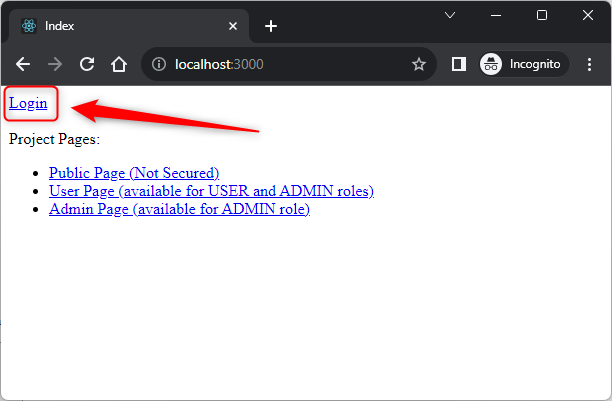 Index
localhost:3000
Incognito
Login
Project Pages:
Public Page (Not Secured)
User Page (available for USER and ADMIN roles)
Admin Page (available for ADMIN role)